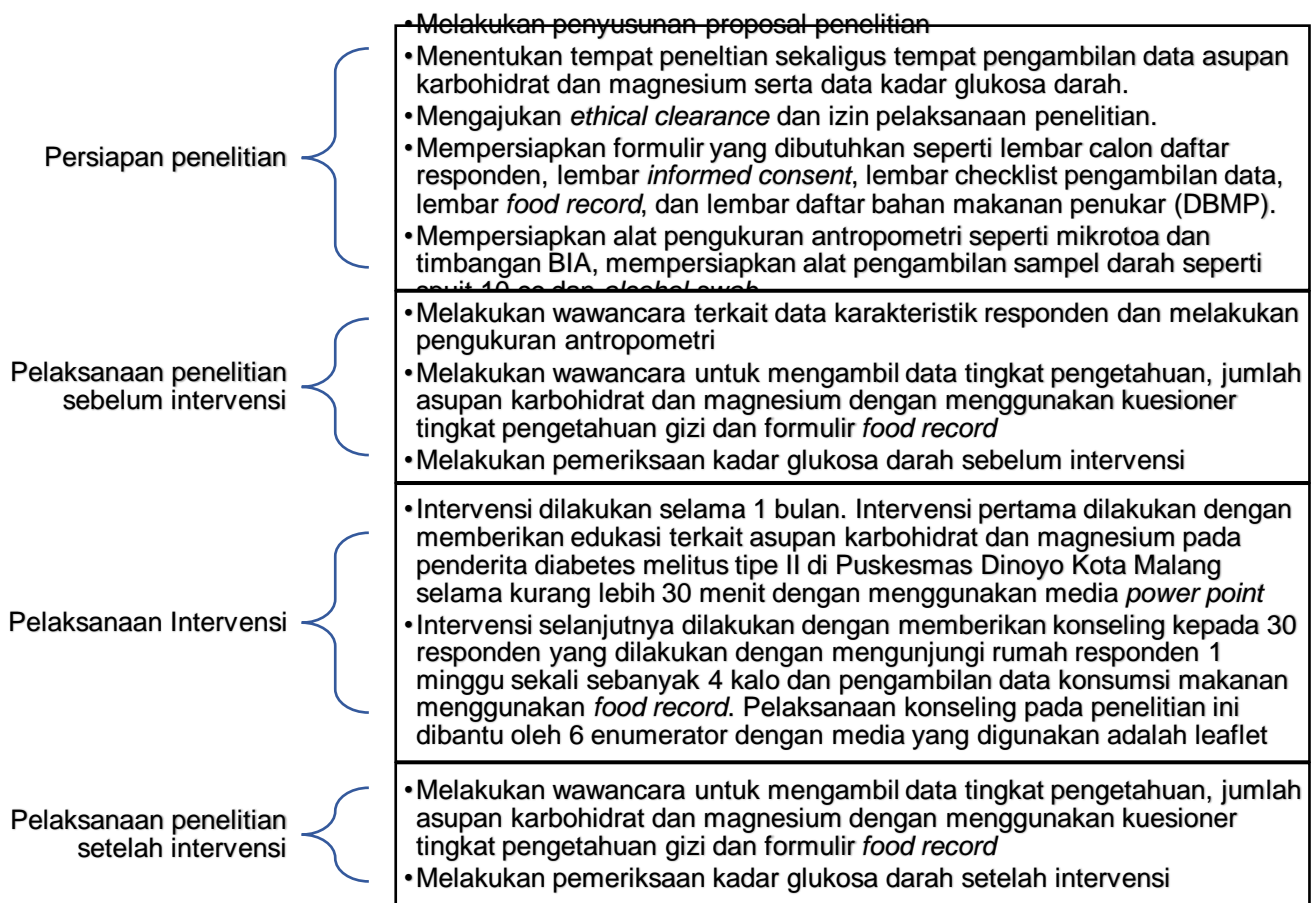 Persiapan penelitian
•Melakukan penyusunan proposal penelitian
•Menentukan tempat peneltian sekaligus tempat pengambilan data asupan
karbohidrat dan magnesium serta data kadar glukosa darah.
•Mengajukan ethical clearance dan izin pelaksanaan penelitian.
•Mempersiapkan formulir yang dibutuhkan seperti lembar calon daftar
responden, lembar informed consent, lembar checklist pengambilan data,
lembar food record, dan lembar daftar bahan makanan penukar (DBMP).
•Mempersiapkan alat pengukuran antropometri seperti mikrotoa dan
timbangan BIA, mempersiapkan alat pengambilan sampel darah seperti
spuit 10 cc dan alcohol swab
Pelaksanaan penelitian
sebelum intervensi
•Melakukan wawancara terkait data karakteristik responden dan melakukan
pengukuran antropometri
•Melakukan wawancara untuk mengambil data tingkat pengetahuan, jumlah
asupan karbohidrat dan magnesium dengan menggunakan kuesioner
tingkat pengetahuan gizi dan formulir food record
•Melakukan pemeriksaan kadar glukosa darah sebelum intervensi
Pelaksanaan Intervensi
•Intervensi dilakukan selama 1 bulan. Intervensi pertama dilakukan dengan
memberikan edukasi terkait asupan karbohidrat dan magnesium pada
penderita diabetes melitus tipe II di Puskesmas Dinoyo Kota Malang
selama kurang lebih 30 menit dengan menggunakan media power point
•Intervensi selanjutnya dilakukan dengan memberikan konseling kepada 30
responden yang dilakukan dengan mengunjungi rumah responden 1
minggu sekali sebanyak 4 kalo dan pengambilan data konsumsi makanan
menggunakan food record. Pelaksanaan konseling pada penelitian ini
dibantu oleh 6 enumerator dengan media yang digunakan adalah leaflet
Pelaksanaan penelitian
setelah intervensi
•Melakukan wawancara untuk mengambil data tingkat pengetahuan, jumlah
asupan karbohidrat dan magnesium dengan menggunakan kuesioner
tingkat pengetahuan gizi dan formulir food record
•Melakukan pemeriksaan kadar glukosa darah setelah intervensi